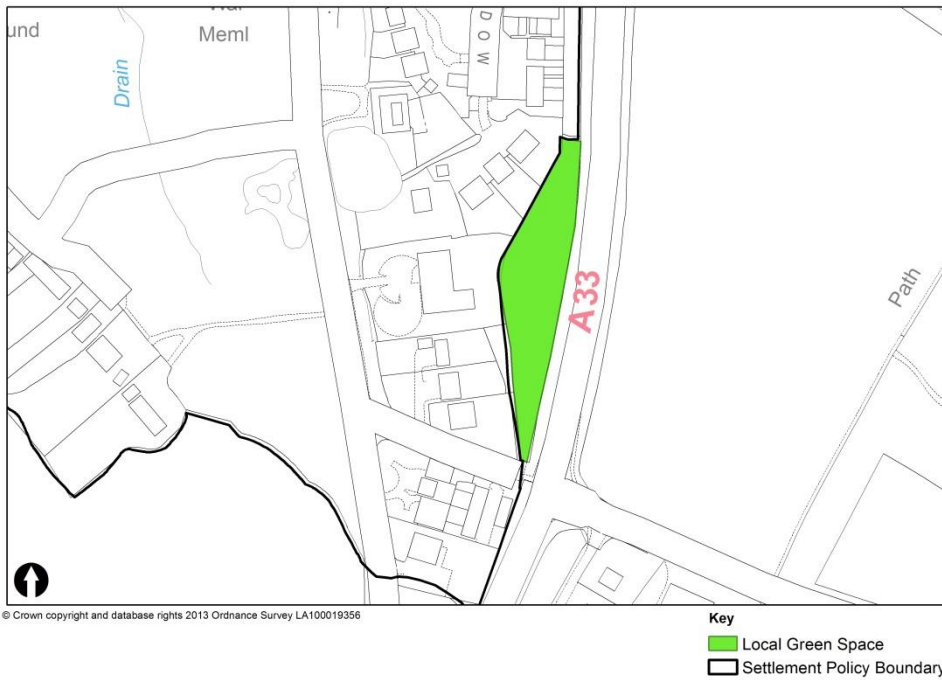 und
Meml
Drain
DOW
A33
Path
© Crown copyright and database rights 2013 Ordnance Survey LA100019356
Key
Local Green Space
Settlement Policy Boundary